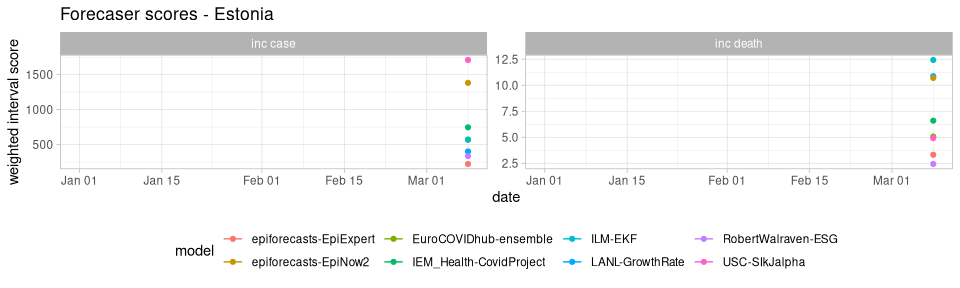 Forecaser scores - Estonia
inc case
inc death
weighted interval score
1500
1000
500
12.5
10.0
7.5
5.0
2.5
Jan 01 Jan 15 Feb 01 Feb 15 Mar 01
Jan 01 Jan 15 Feb 01 Feb 15 Mar 01
date
model
epiforecasts-EpiExpert EuroCOVIDhub-ensemble ILM-EKF RobertWalraven-ESG
epiforecasts-EpiNow2 IEM_Health-CovidProject LANL-GrowthRate USC-SIkJalpha